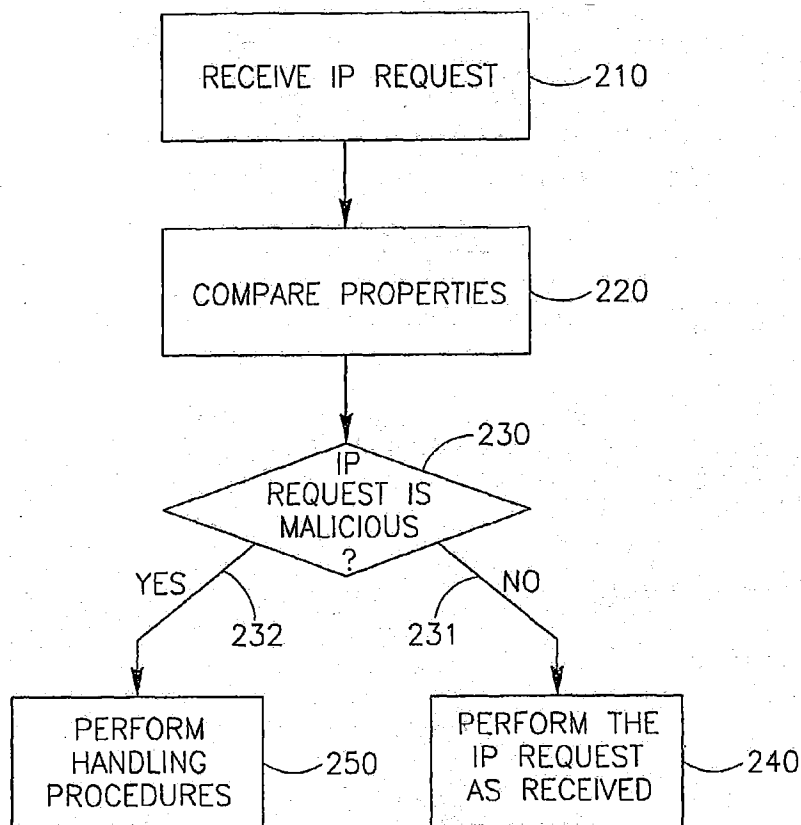 RECEIVE IP REQUEST
210
COMPARE PROPERTIES
220
230
IP
REQUEST IS
MALICIOUS
?
YES
NO
232
231
PERFORM
HANDLING
PROCEDURES
250
PERFORM THE
IP REQUEST
AS RECEIVED
240